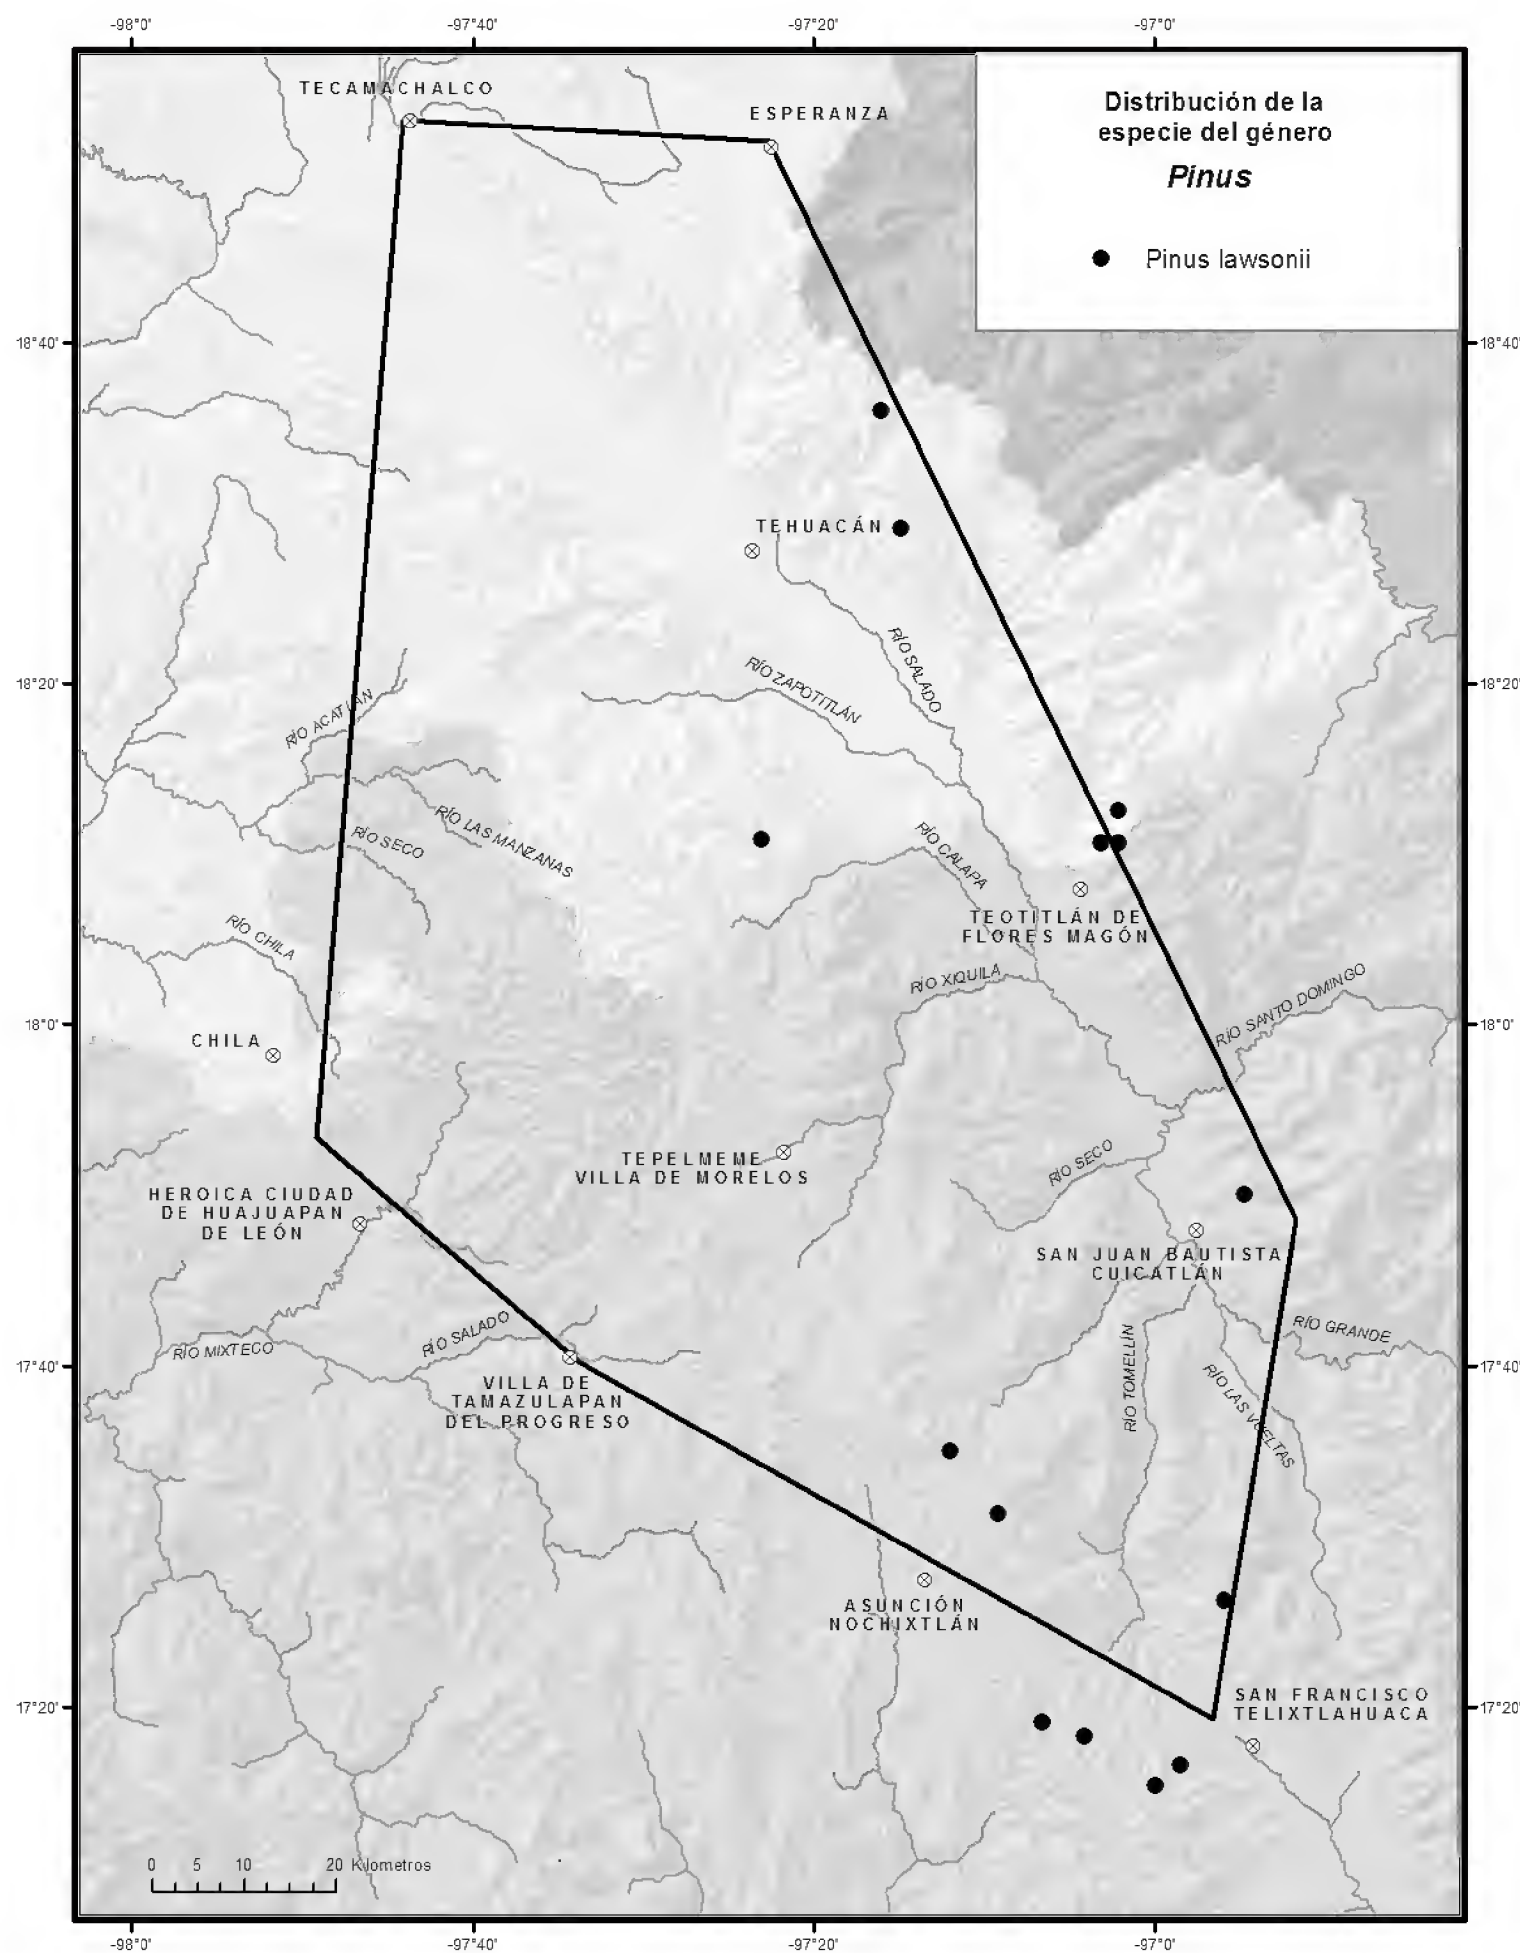 -98°0' -97°40' -97°20' -97°0'
Distribución de la
especie del género
Pinus
Pinus lawsonii
TECAMACHALCO
ESPERANZA
18°40' 18°40'
TEHUACÁN
RÍO SALADO
RÍO ZAPOTITLÁN
18°20' 18°20'
RÍO ACATLÁN
RÍO LAS MANZANAS
RÍO SECO
RÍO CALAPA
TEOTITLÁN DE
FLORES MAGÓN
RÍO CHILA
RÍO XIQUILA
RÍO SANTO DOMINGO
18°0' 18°0'
CHILA
TEPELMEME
VILLA DE MORELOS
RÍO SECO
HEROICA CIUDAD
DE HUAJUAPAN
DE LEÓN
SAN JUAN BAUTISTA
CUICATLÁN
RÍO GRANDE
RÍO SALADO
RÍO MIXTECO
RÍO TOMELLÍN
17°40' 17°40'
RÍO LAS VUELTAS
VILLA DE
TAMAZULAPAN
DEL PROGRESO
ASUNCIÓN
NOCHIXTLÁN
SAN FRANCISCO
TELIXTLAHUACA
17°20' 17°20'
0 5 10 20 Kilometros
-98°0' -97°40' -97°20' -97°0'